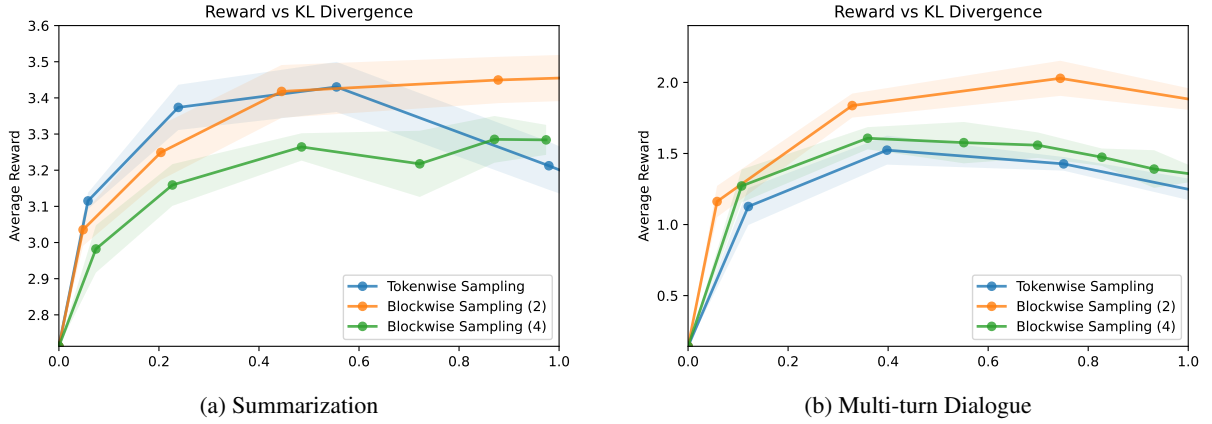 Reward vs KL Divergence
Average Reward
3.6
3.5
3.4
3.3
3.2
3.1
3.0
2.9
2.8
0.0 0.2 0.4 0.6 0.8 1.0
Tokenwise Sampling
Blockwise Sampling (2)
Blockwise Sampling (4)
(a) Summarization
Reward vs KL Divergence
Average Reward
2.0
1.5
1.0
0.5
0.0 0.2 0.4 0.6 0.8 1.0
Tokenwise Sampling
Blockwise Sampling (2)
Blockwise Sampling (4)
(b) Multi-turn Dialogue